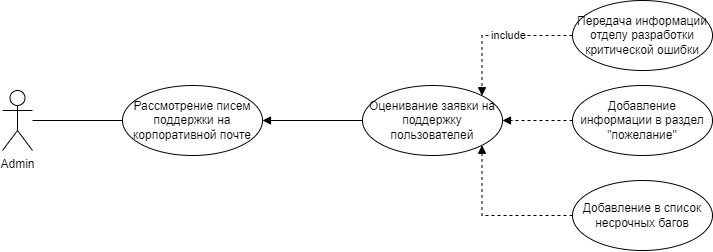 Передача информации
отделу разработки
критической ошибки
include
Рассмотрение писем
поддержки на
корпоративной почте
Оценивание заявки на
поддержку
пользователей
Добавление
информации в раздел
"пожелание"
Admin
Добавление в список
несрочных багов